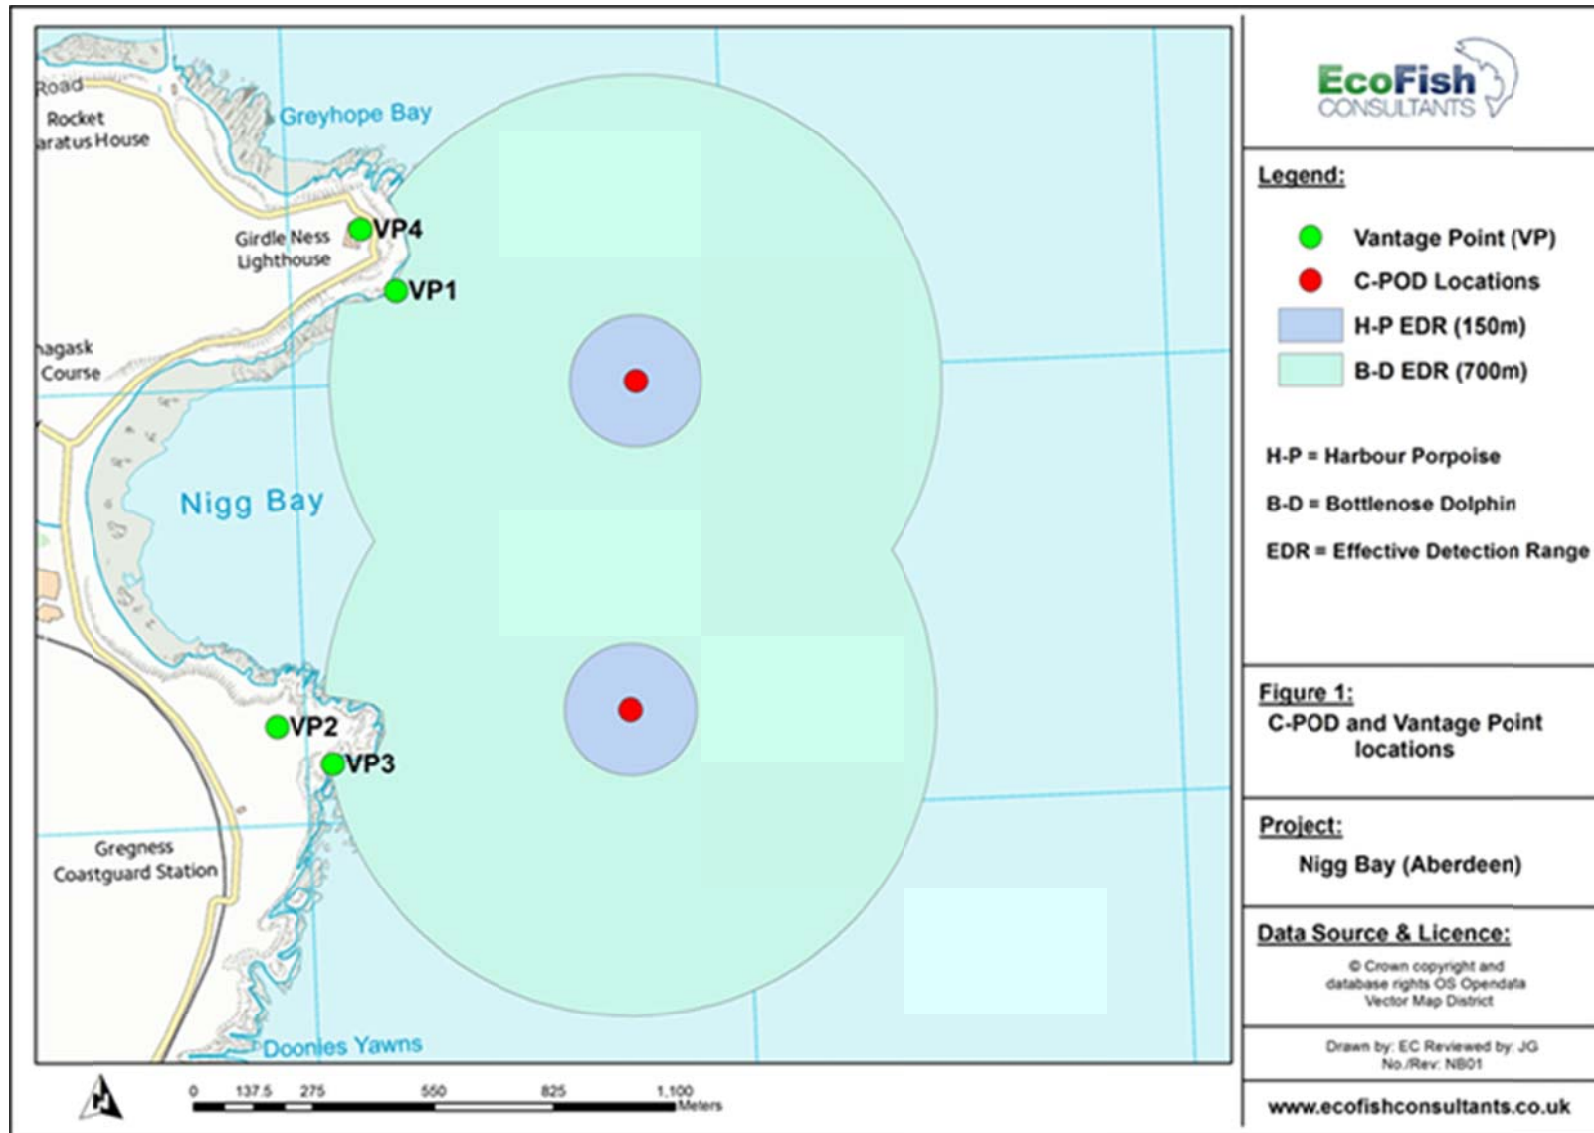 Road
Rocket
aratus House
Greyhope Bay
VP4
Girdle Ness
Lighthouse
VP1
nagask
Course
Nigg Bay
VP2
VP3
Gregness
Coastguard Station
Doonies Yawns
N
0 137.5 275 550 825 1,100
Meters
EcoFish
CONSULTANTS
Legend:
Vantage Point (VP)
C-POD Locations
H-P EDR (150m)
B-D EDR (700m)
H-P = Harbour Porpoise
B-D = Bottlenose Dolphin
EDR = Effective Detection Range
Figure 1:
C-POD and Vantage Point
locations
Project:
Nigg Bay (Aberdeen)
Data Source & Licence:
© Crown copyright and
database rights OS Opendata
Vector Map District
Drawn by: EC Reviewed by: JG
No./Rev: NB01
www.ecofishconsultants.co.uk